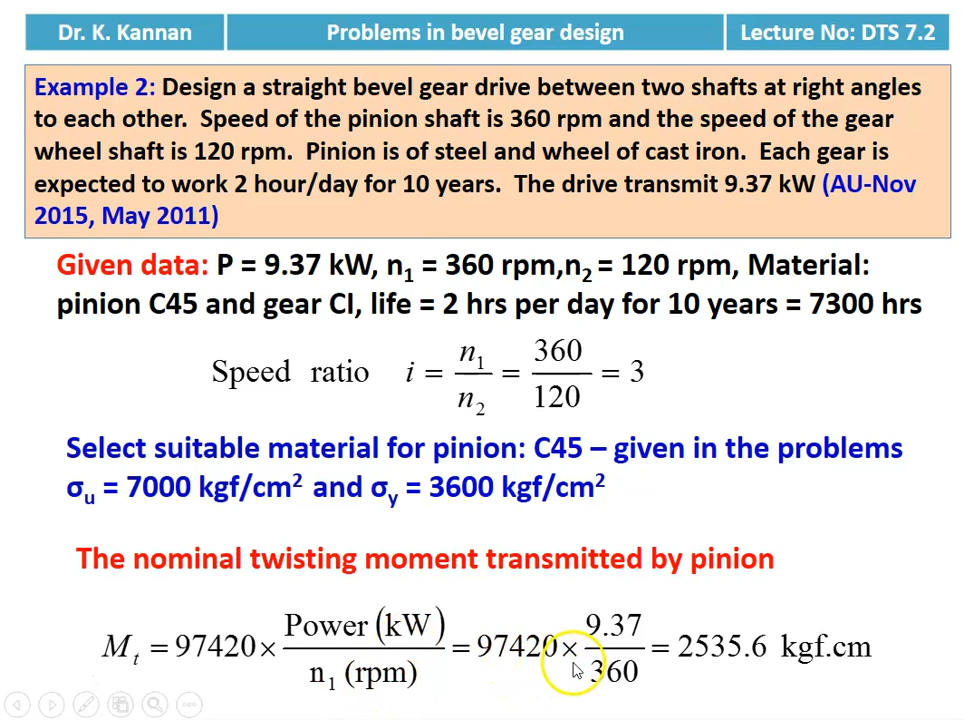 Dr. K. Kannan
Problems in bevel gear design
Lecture No: DTS 7.2
Example 2: Design a straight bevel gear drive between two shafts at right angles
to each other. Speed of the pinion shaft is 360 rpm and the speed of the gear
wheel shaft is 120 rpm. Pinion is of steel and wheel of cast iron. Each gear is
expected to work 2 hour/day for 10 years. The drive transmit 9.37 kW (AU-Nov
2015, May 2011)
Given data: P = 9.37 kW, n₁ = 360 rpm,n₂ = 120 rpm, Material:
pinion C45 and gear CI, life = 2 hrs per day for 10 years = 7300 hrs
Speed ratio i = n₁/n₂ = 360/120 = 3
Select suitable material for pinion: C45 – given in the problems
σᵤ = 7000 kgf/cm² and σy = 3600 kgf/cm²
The nominal twisting moment transmitted by pinion
Mₜ = 97420 × Power (kW)/n₁ (rpm) = 97420 × 9.37/360 = 2535.6 kgf.cm